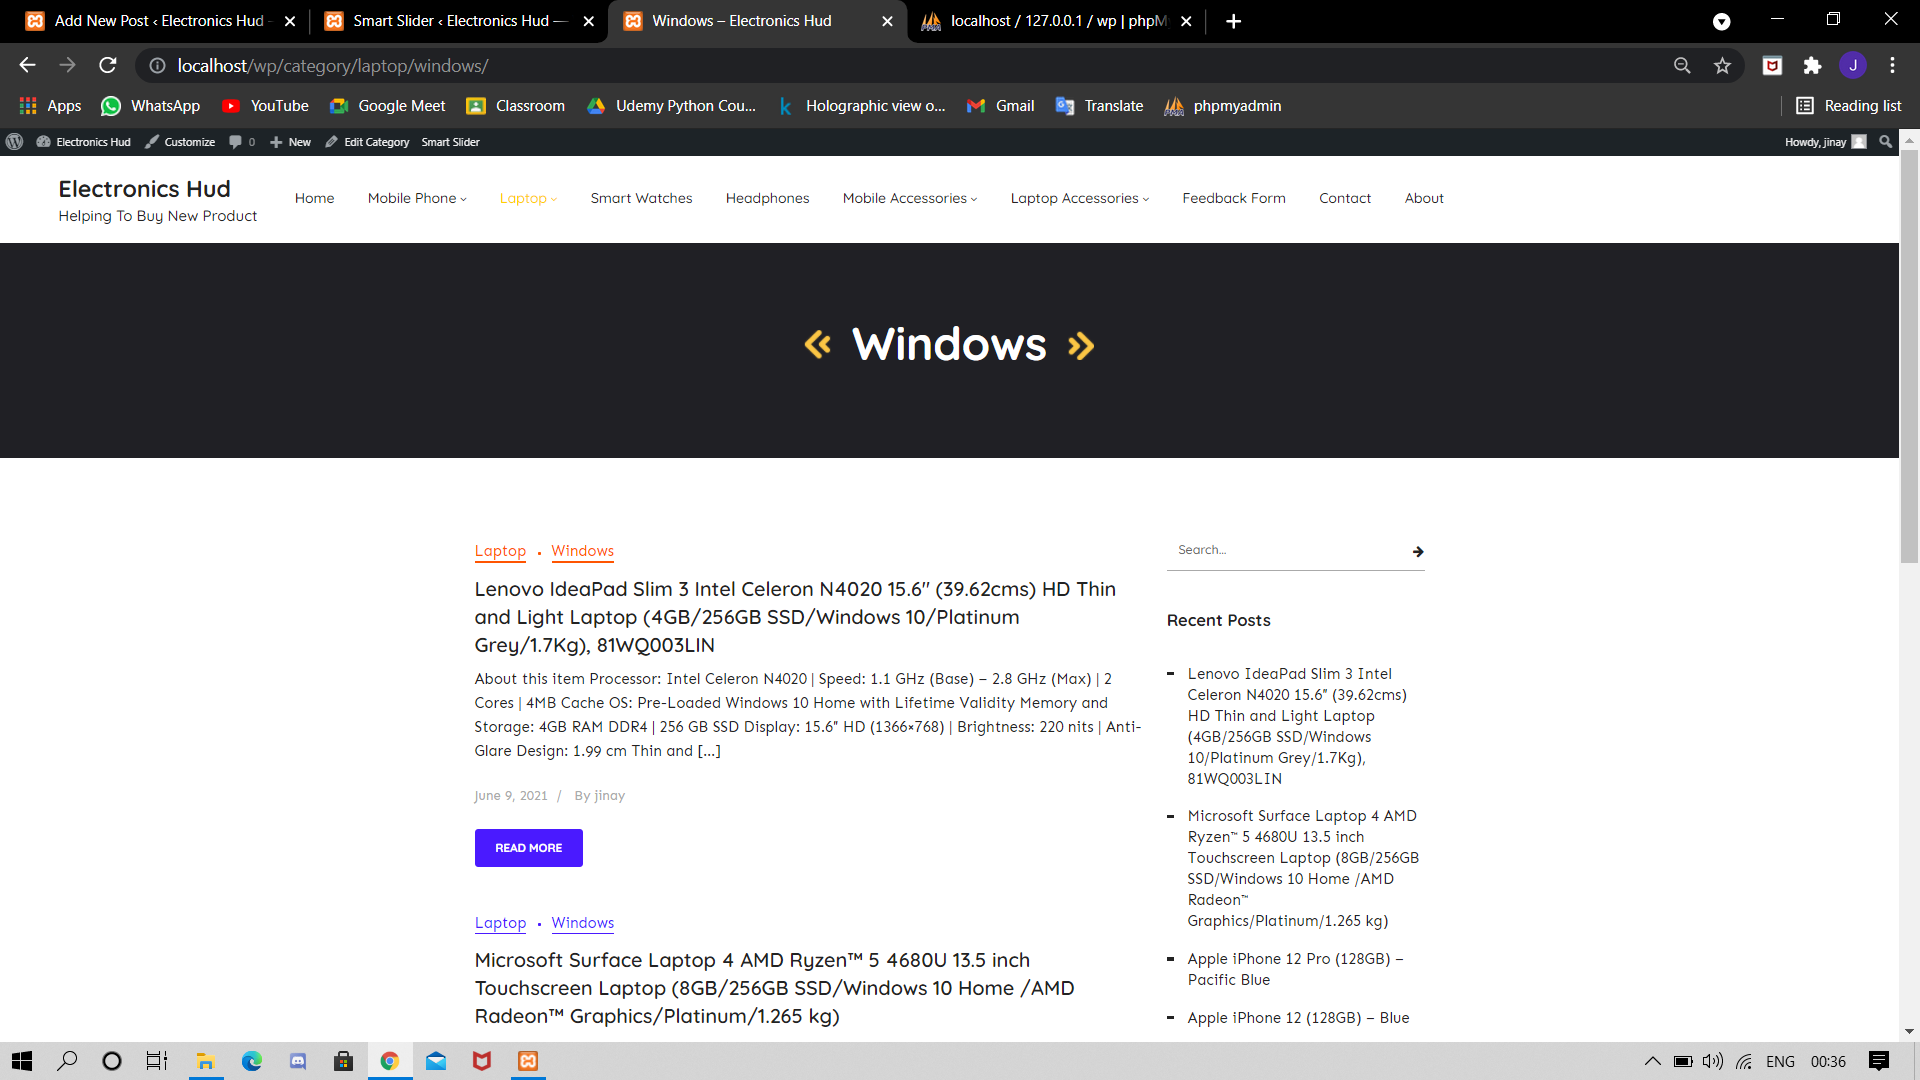 Add New Post ‹ Electronics Hud
Smart Slider ‹ Electronics Hud —
Windows – Electronics Hud
localhost / 127.0.0.1 / wp | phpM
localhost/wp/category/laptop/windows/
J
Apps
WhatsApp
YouTube
Google Meet
Classroom
Udemy Python Cou...
Holographic view o...
Gmail
Translate
phpmyadmin
Reading list
Electronics Hud
Customize
0
New
Edit Category
Smart Slider
Howdy, jinay
Electronics Hud
Helping To Buy New Product
Home
Mobile Phone
Laptop
Smart Watches
Headphones
Mobile Accessories
Laptop Accessories
Feedback Form
Contact
About
« Windows »
Laptop • Windows
Lenovo IdeaPad Slim 3 Intel Celeron N4020 15.6″ (39.62cms) HD Thin
and Light Laptop (4GB/256GB SSD/Windows 10/Platinum
Grey/1.7Kg), 81WQ003LIN
About this item Processor: Intel Celeron N4020 | Speed: 1.1 GHz (Base) – 2.8 GHz (Max) | 2
Cores | 4MB Cache OS: Pre-Loaded Windows 10 Home with Lifetime Validity Memory and
Storage: 4GB RAM DDR4 | 256 GB SSD Display: 15.6″ HD (1366×768) | Brightness: 220 nits | Anti-
Glare Design: 1.99 cm Thin and [...]
June 9, 2021 / By jinay
READ MORE
Laptop • Windows
Microsoft Surface Laptop 4 AMD Ryzen™ 5 4680U 13.5 inch
Touchscreen Laptop (8GB/256GB SSD/Windows 10 Home /AMD
Radeon™ Graphics/Platinum/1.265 kg)
Search...
Recent Posts
Lenovo IdeaPad Slim 3 Intel
Celeron N4020 15.6″ (39.62cms)
HD Thin and Light Laptop
(4GB/256GB SSD/Windows
10/Platinum Grey/1.7Kg),
81WQ003LIN
Microsoft Surface Laptop 4 AMD
Ryzen™ 5 4680U 13.5 inch
Touchscreen Laptop (8GB/256GB
SSD/Windows 10 Home /AMD
Radeon™
Graphics/Platinum/1.265 kg)
Apple iPhone 12 Pro (128GB) –
Pacific Blue
Apple iPhone 12 (128GB) – Blue
ENG
00:36